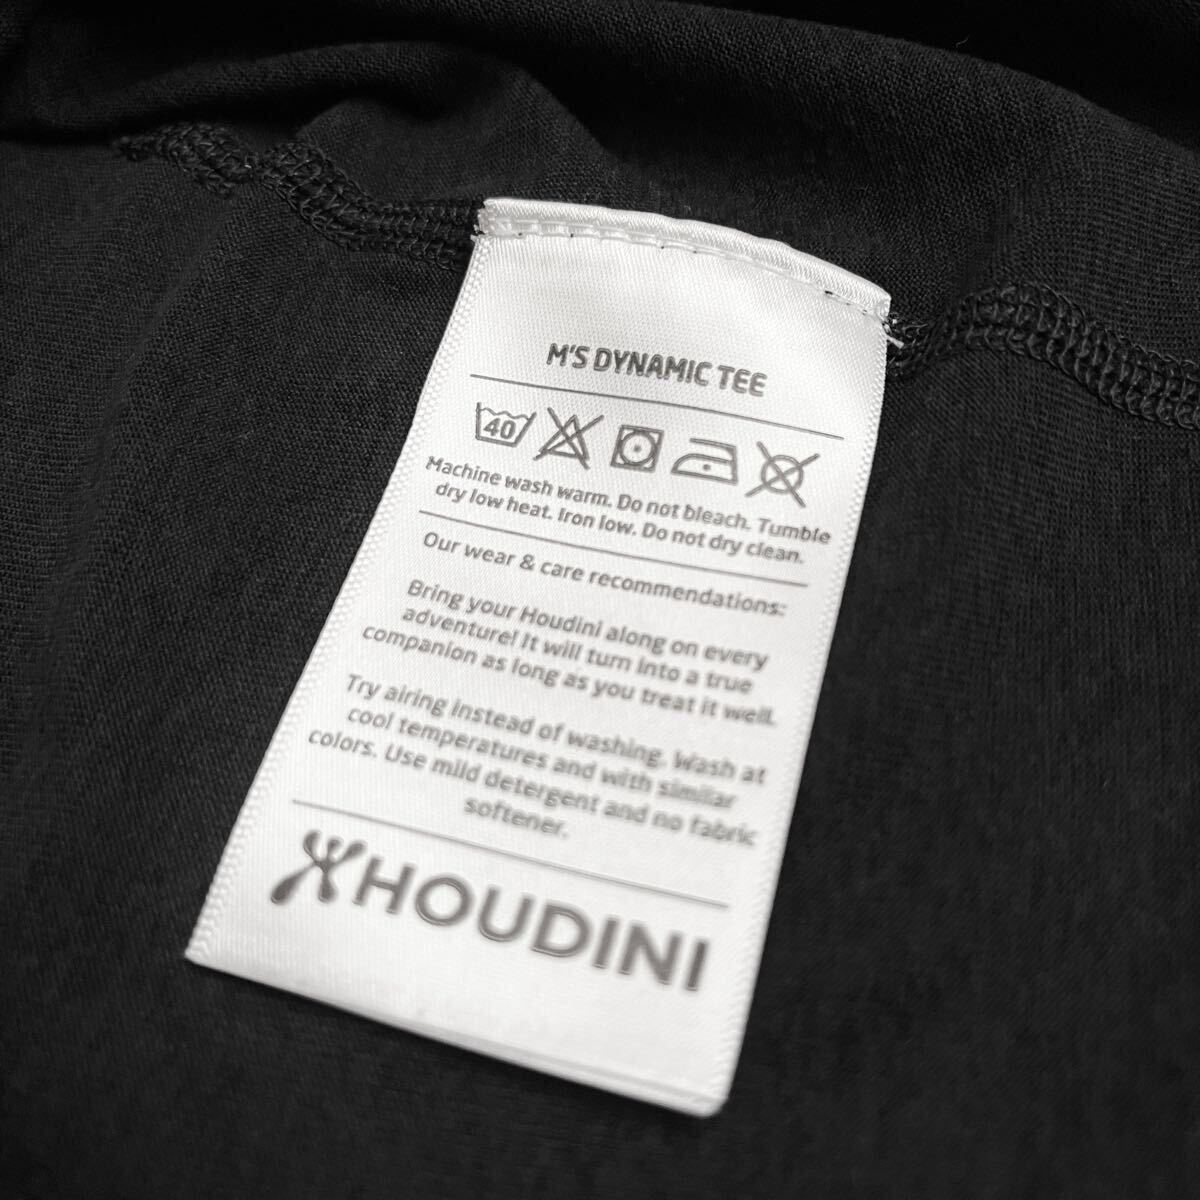 M'S DYNAMIC TEE
40
Machine wash warm. Do not bleach. Tumble
dry low heat. Iron low. Do not dry clean.
Our wear & care recommendations:
Bring your Houdini along on every
adventure! It will turn into a true
companion as long as you treat it well.
Try airing instead of washing. Wash at
cool temperatures and with similar
colors. Use mild detergent and no fabric
softener.
HOUDINI